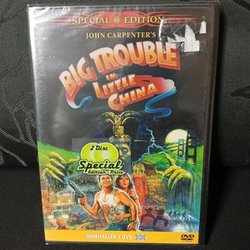 SPECIAL EDITION
JOHN CARPENTER'S
BIG TROUBLE
IN
LITTLE CHINA
2 Disc
Special
DVD